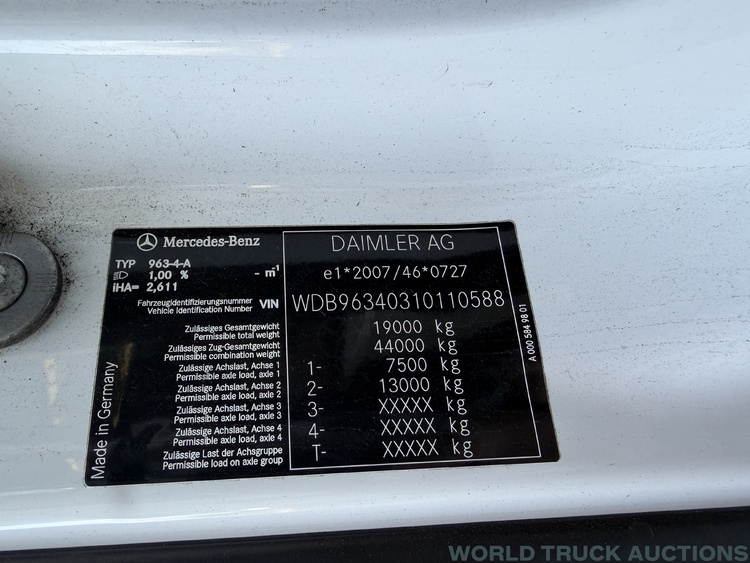 Mercedes-Benz
DAIMLER AG
TYP 963-4-A
1,00 % - m⁻¹
iHA= 2,611
e1*2007/46*0727
Fahrzeugidentifizierungsnummer
Vehicle Identification Number VIN
WDB96340310110588
Zulässiges Gesamtgewicht
Permissible total weight
19000 kg
Zulässiges Zug-Gesamtgewicht
Permissible combination weight
44000 kg
Zulässige Achslast, Achse 1
Permissible axle load, axle 1
1- 7500 kg
Zulässige Achslast, Achse 2
Permissible axle load, axle 2
2- 13000 kg
Zulässige Achslast, Achse 3
Permissible axle load, axle 3
3- XXXXX kg
Zulässige Achslast, Achse 4
Permissible axle load, axle 4
4- XXXXX kg
Zulässige Last der Achsgruppe
Permissible load on axle group
T- XXXXX kg
Made in Germany
A 000 584 98 01
WORLD TRUCK AUCTIONS